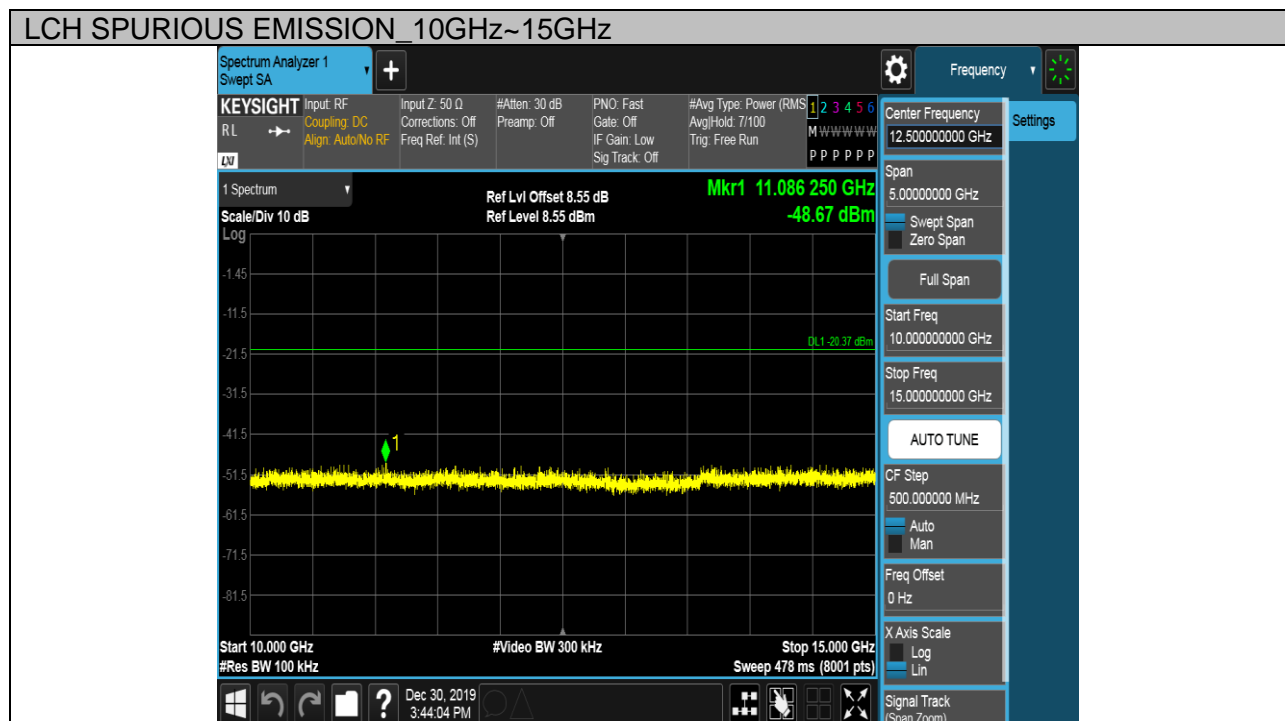 LCH SPURIOUS EMISSION_10GHz~15GHz
Spectrum Analyzer 1
Swept SA
Frequency
KEYSIGHT
RL
LXI
Input: RF
Coupling: DC
Align: Auto/No RF
Input Z: 50 Ω
Corrections: Off
Freq Ref: Int (S)
#Atten: 30 dB
Preamp: Off
PNO: Fast
Gate: Off
IF Gain: Low
Sig Track: Off
#Avg Type: Power (RMS
Avg|Hold: 7/100
Trig: Free Run
1 2 3 4 5 6
M W W W W W
P P P P P P
1 Spectrum
Scale/Div 10 dB
Log
Ref Lvl Offset 8.55 dB
Ref Level 8.55 dBm
Mkr1 11.086 250 GHz
-48.67 dBm
-1.45
-11.5
-21.5
-31.5
-41.5
-51.5
-61.5
-71.5
-81.5
DL1 -20.37 dBm
1
Start 10.000 GHz
#Res BW 100 kHz
#Video BW 300 kHz
Stop 15.000 GHz
Sweep 478 ms (8001 pts)
?
Dec 30, 2019
3:44:04 PM
Center Frequency
12.500000000 GHz
Settings
Span
5.00000000 GHz
Swept Span
Zero Span
Full Span
Start Freq
10.000000000 GHz
Stop Freq
15.000000000 GHz
AUTO TUNE
CF Step
500.000000 MHz
Auto
Man
Freq Offset
0 Hz
X Axis Scale
Log
Lin
Signal Track
(Span Zoom)